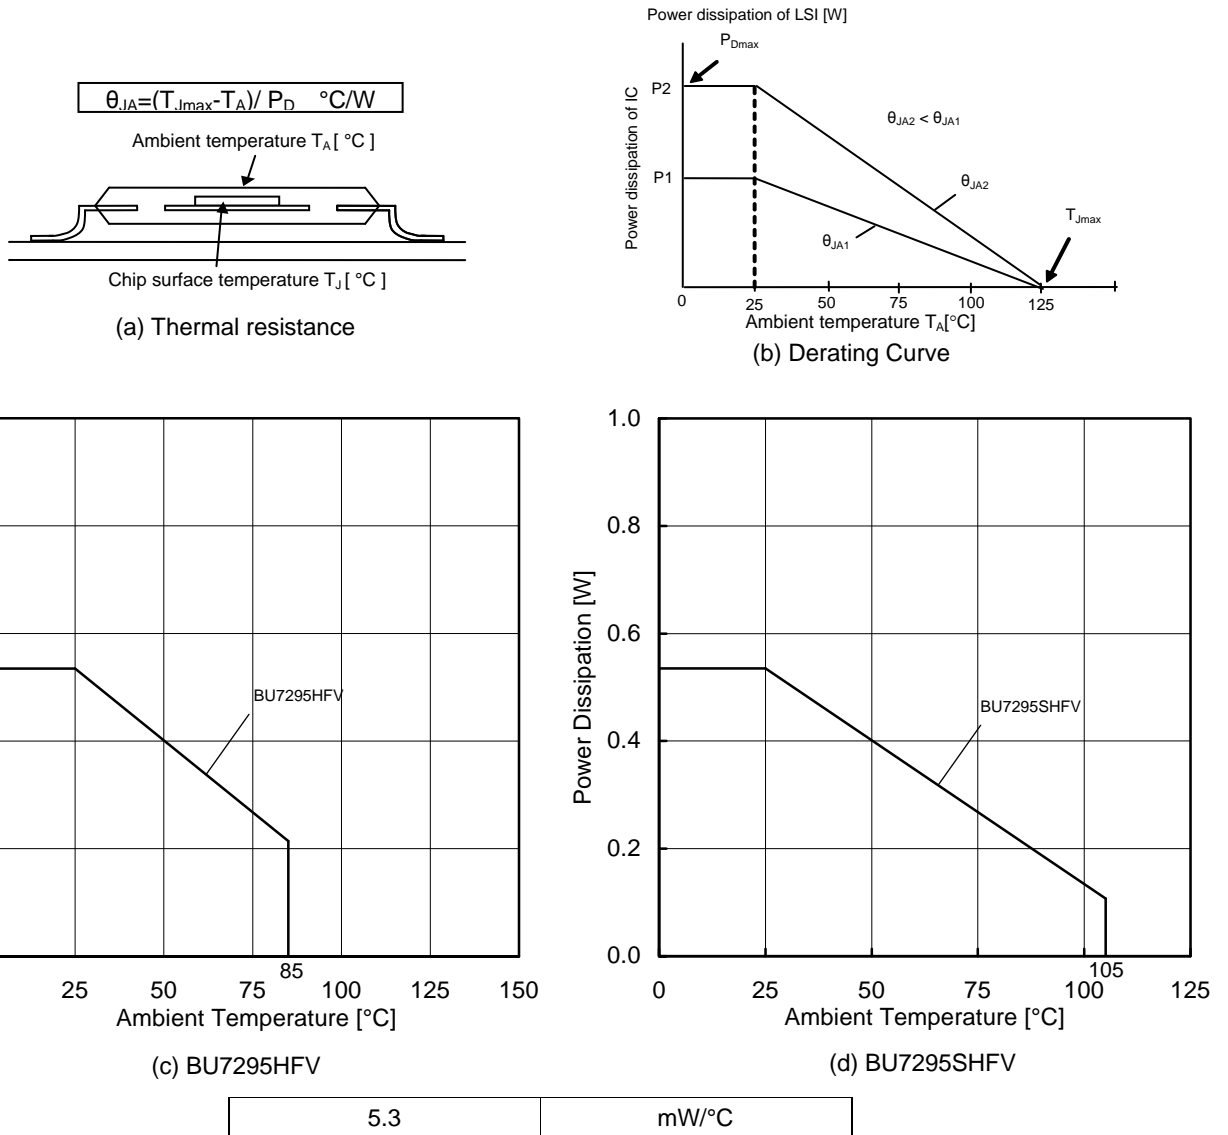 Power dissipation of LSI [W]
θJA=(TJmax-TA)/ PD °C/W
Ambient temperature TA [ °C ]
Chip surface temperature TJ [ °C ]
(a) Thermal resistance
PDmax
P2
P1
Power dissipation of IC
θJA2 < θJA1
θJA2
θJA1
TJmax
0 25 50 75 100 125
Ambient temperature TA[°C]
(b) Derating Curve
BU7295HFV
85
25 50 75 100 125 150
Ambient Temperature [°C]
(c) BU7295HFV
1.0
0.8
0.6
0.4
0.2
0.0
Power Dissipation [W]
BU7295SHFV
105
0 25 50 75 100 125
Ambient Temperature [°C]
(d) BU7295SHFV
5.3 mW/°C